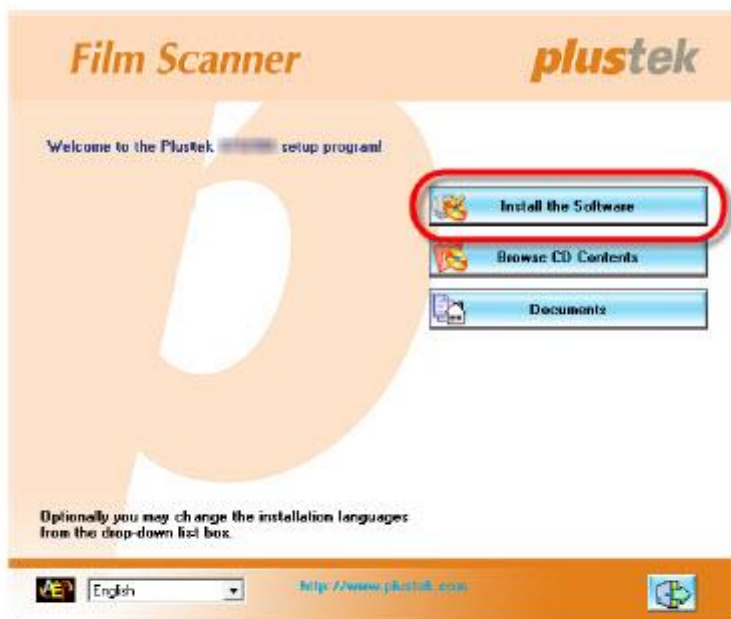 Film Scanner
plustek
Welcome to the Plustek setup program!
Install the Software
Browse CD Contents
Documents
Optionally you may change the installation languages
from the drop-down list box.
English
http://www.plustek.com